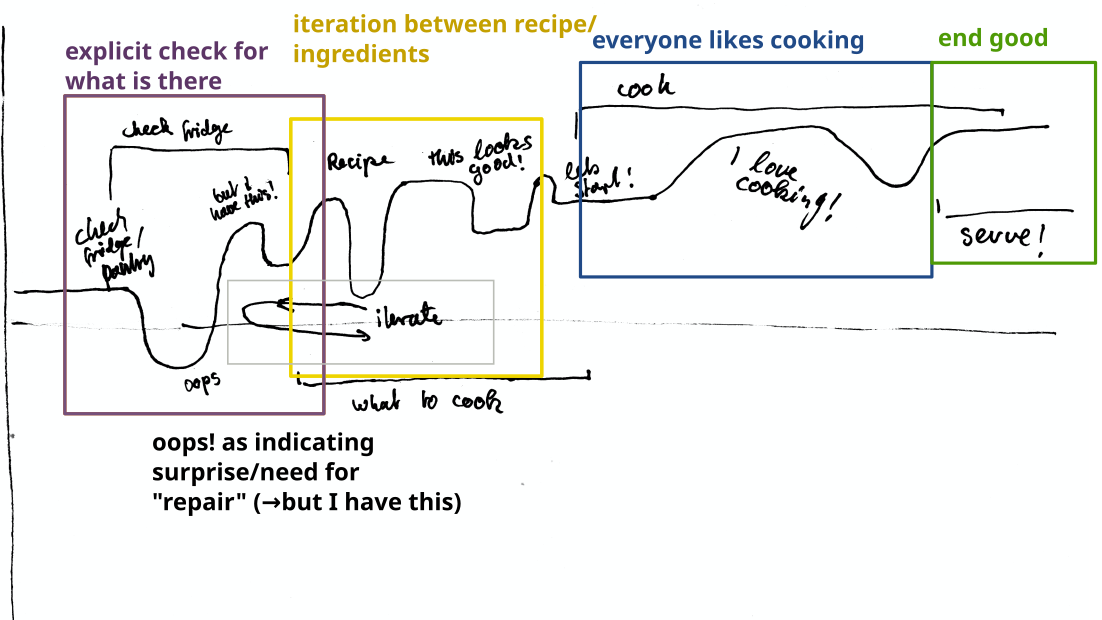 explicit check for
what is there
iteration between recipe/
ingredients
everyone likes cooking
end good
check fridge
check
fridge/
pantry
but I
have this!
oops
Recipe
this looks
good!
iterate
what to cook
lets
start!
cook
I love
cooking!
serve!
oops! as indicating
surprise/need for
"repair" (→but I have this)